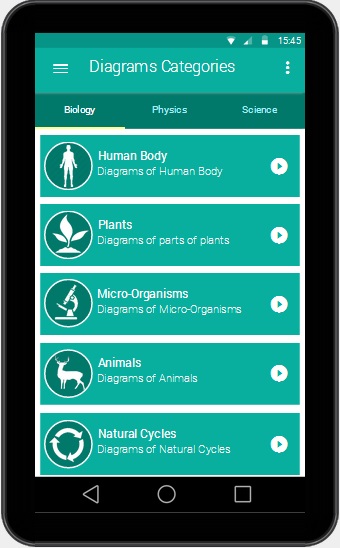 15:45
Diagrams Categories
Biology Physics Science
Human Body
Diagrams of Human Body
Plants
Diagrams of parts of plants
Micro-Organisms
Diagrams of Micro-Organisms
Animals
Diagrams of Animals
Natural Cycles
Diagrams of Natural Cycles